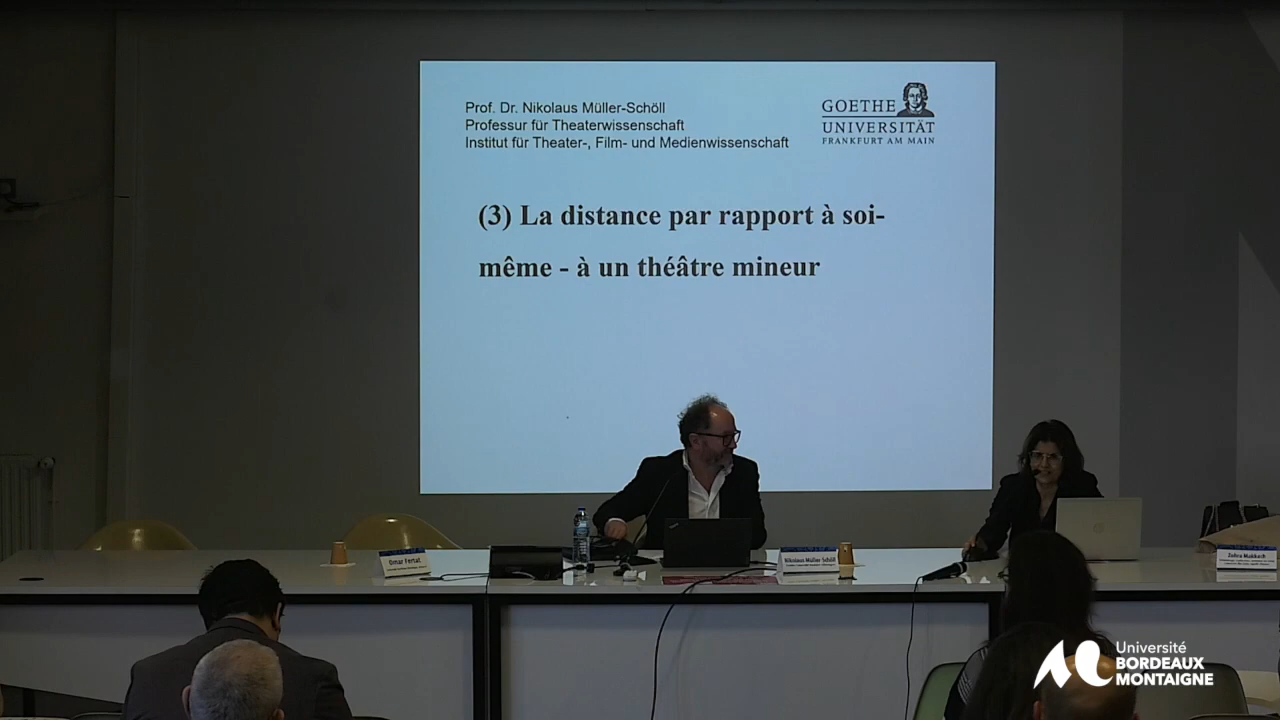 Prof. Dr. Nikolaus Müller-Schöll
Professur für Theaterwissenschaft
Institut für Theater-, Film- und Medienwissenschaft
GOETHE
UNIVERSITÄT
FRANKFURT AM MAIN
(3) La distance par rapport à soi-
même - à un théâtre mineur
Omar Fertat
Nikolaus Müller-Schöll
Zohra Makkach
Université
BORDEAUX
MONTAIGNE